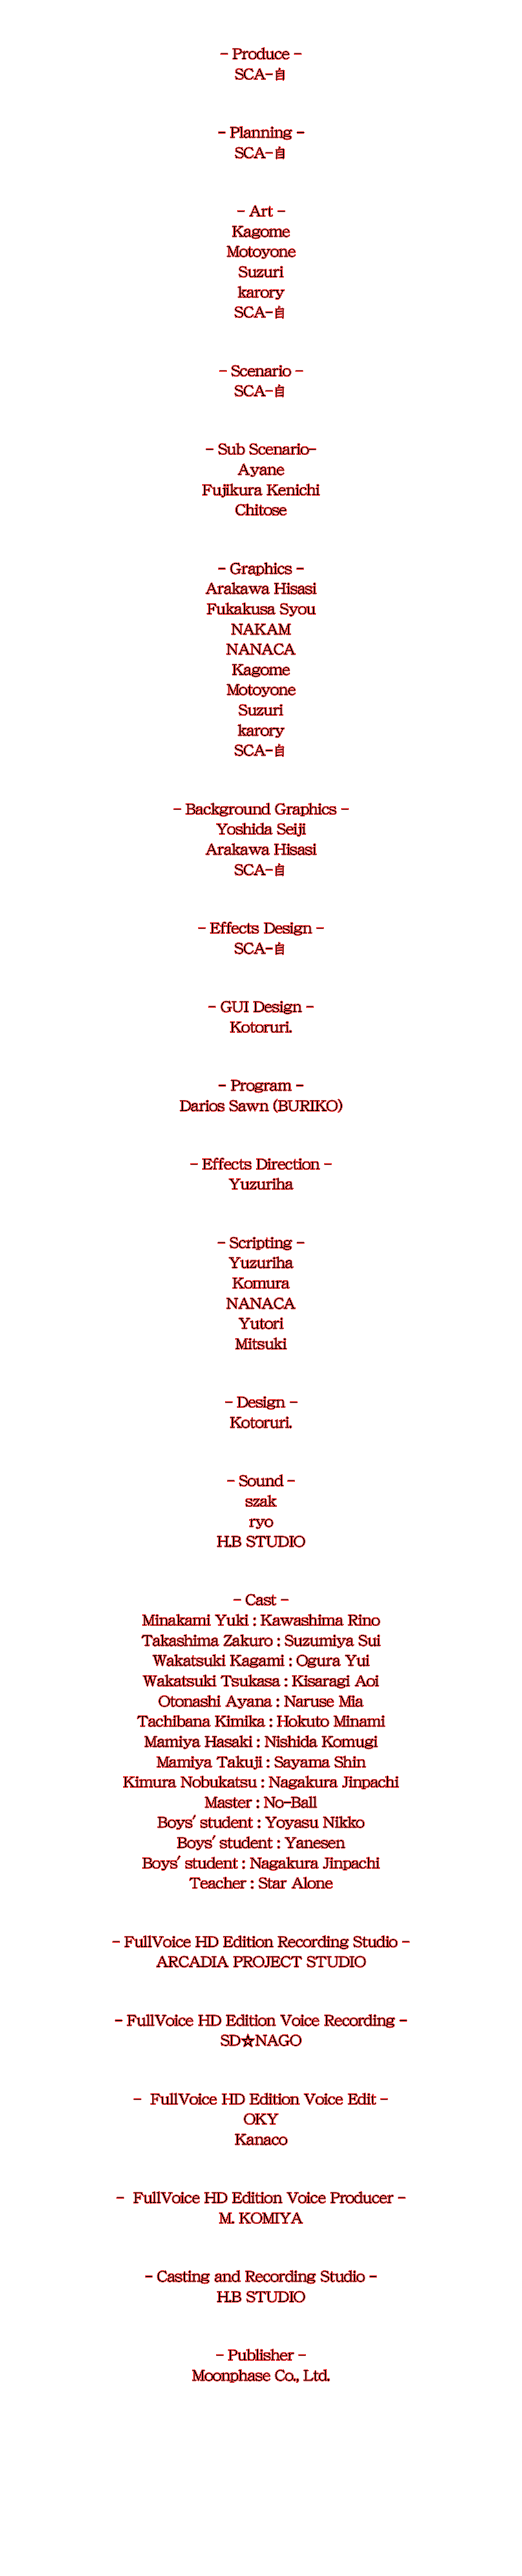 - Produce -
SCA-自
- Planning -
SCA-自
- Art -
Kagome
Motoyone
Suzuri
karory
SCA-自
- Scenario -
SCA-自
- Sub Scenario-
Ayane
Fujikura Kenichi
Chitose
- Graphics -
Arakawa Hisasi
Fukakusa Syou
NAKAM
NANACA
Kagome
Motoyone
Suzuri
karory
SCA-自
- Background Graphics -
Yoshida Seiji
Arakawa Hisasi
SCA-自
- Effects Design -
SCA-自
- GUI Design -
Kotoruri.
- Program -
Darios Sawn (BURIKO)
- Effects Direction -
Yuzuriha
- Scripting -
Yuzuriha
Komura
NANACA
Yutori
Mitsuki
- Design -
Kotoruri.
- Sound -
szak
ryo
H.B STUDIO
- Cast -
Minakami Yuki : Kawashima Rino
Takashima Zakuro : Suzumiya Sui
Wakatsuki Kagami : Ogura Yui
Wakatsuki Tsukasa : Kisaragi Aoi
Otonashi Ayana : Naruse Mia
Tachibana Kimika : Hokuto Minami
Mamiya Hasaki : Nishida Komugi
Mamiya Takuji : Sayama Shin
Kimura Nobukatsu : Nagakura Jinpachi
Master : No-Ball
Boys' student : Yoyasu Nikko
Boys' student : Yanesen
Boys' student : Nagakura Jinpachi
Teacher : Star Alone
- FullVoice HD Edition Recording Studio -
ARCADIA PROJECT STUDIO
- FullVoice HD Edition Voice Recording -
SD☆NAGO
- FullVoice HD Edition Voice Edit -
OKY
Kanaco
- FullVoice HD Edition Voice Producer -
M. KOMIYA
- Casting and Recording Studio -
H.B STUDIO
- Publisher -
Moonphase Co., Ltd.